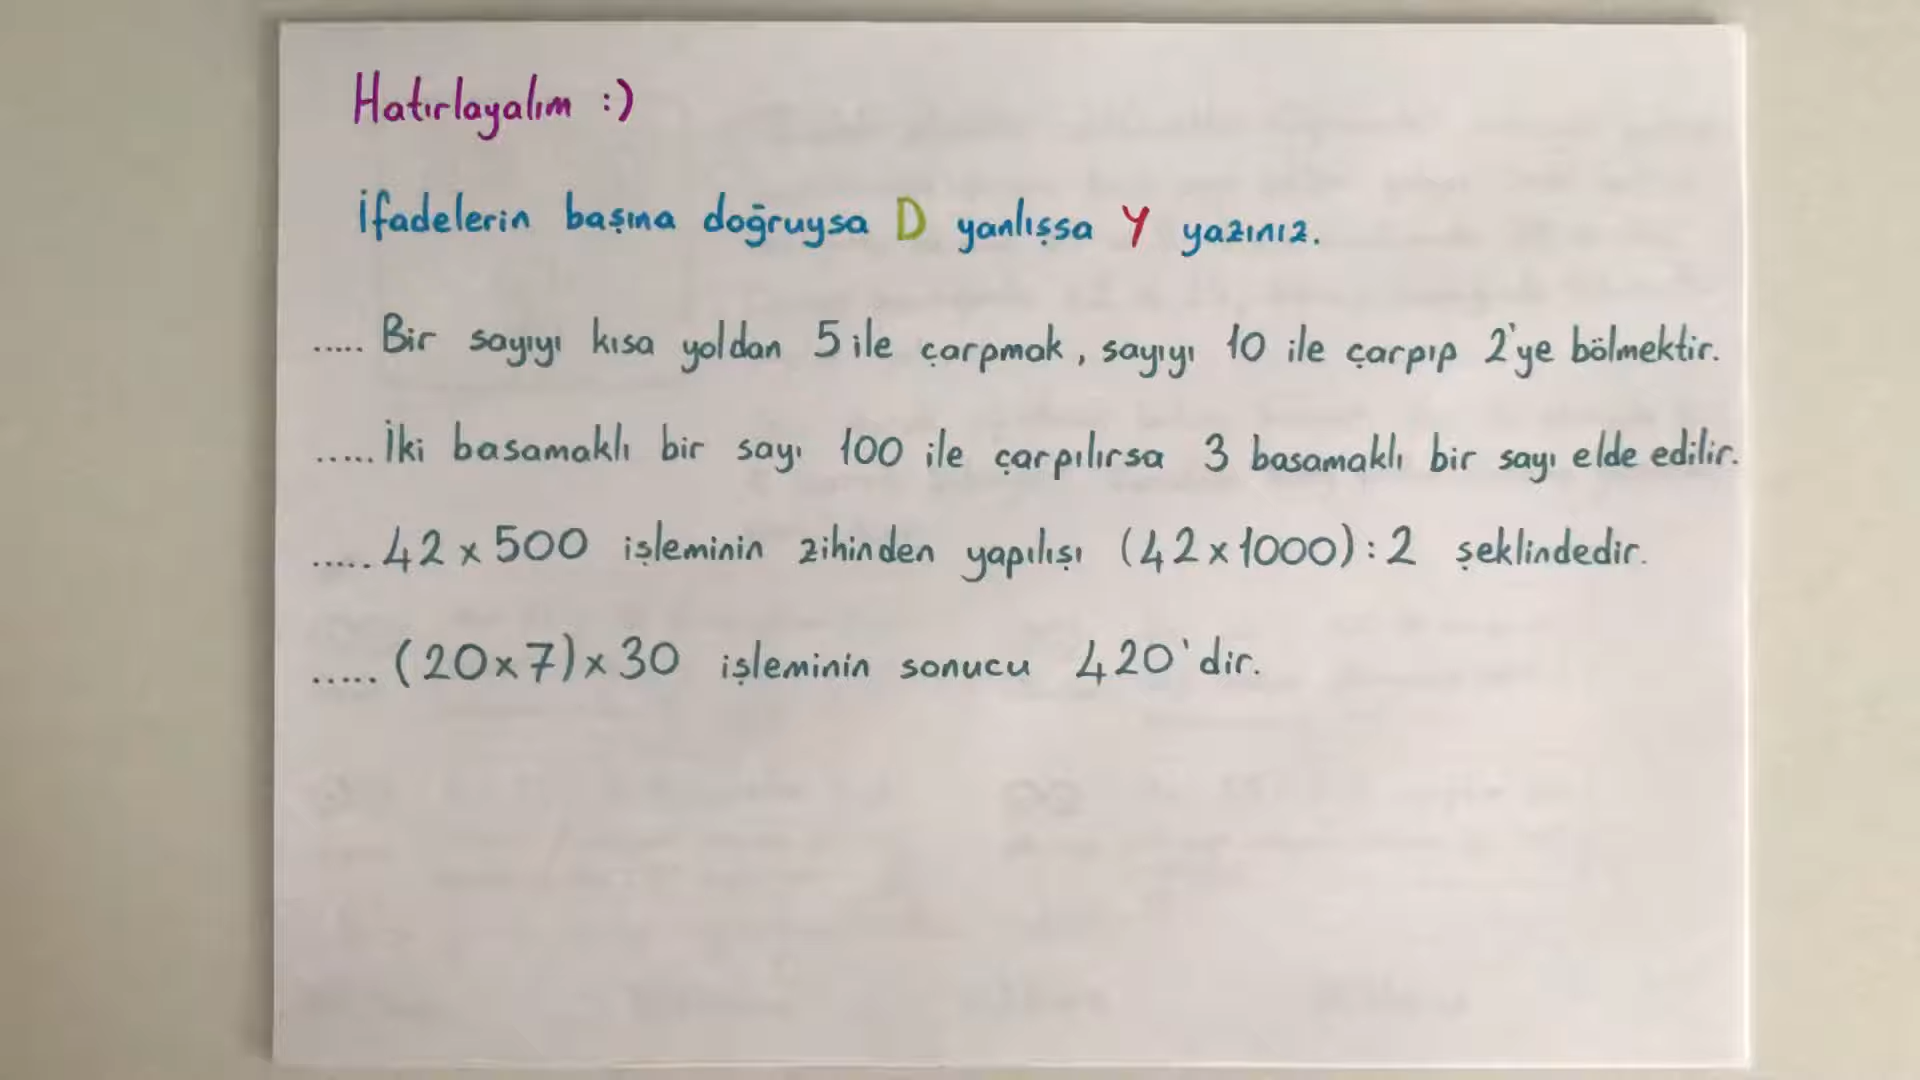 Hatırlayalım :)
İfadelerin başına doğruysa D yanlışsa Y yazınız.
..... Bir sayıyı kısa yoldan 5 ile çarpmak, sayıyı 10 ile çarpıp 2'ye bölmektir.
..... İki basamaklı bir sayı 100 ile çarpılırsa 3 basamaklı bir sayı elde edilir.
..... 42 x 500 işleminin zihinden yapılışı (42 x 1000) : 2 şeklindedir.
..... (20 x 7) x 30 işleminin sonucu 420'dir.